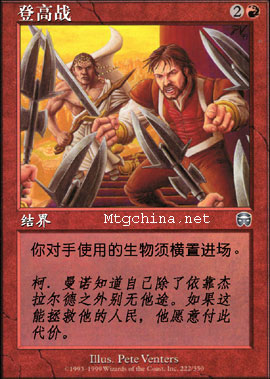 登高战 2
结界
Mtgchina.net
你对手使用的生物须横置进场。
柯．曼诺知道自己除了依靠杰
拉尔德之外别无他途。如果这
能拯救他的人民，他愿意付此
代价。
Illus. Pete Venters
©1993-1999 Wizards of the Coast, Inc. 222/350